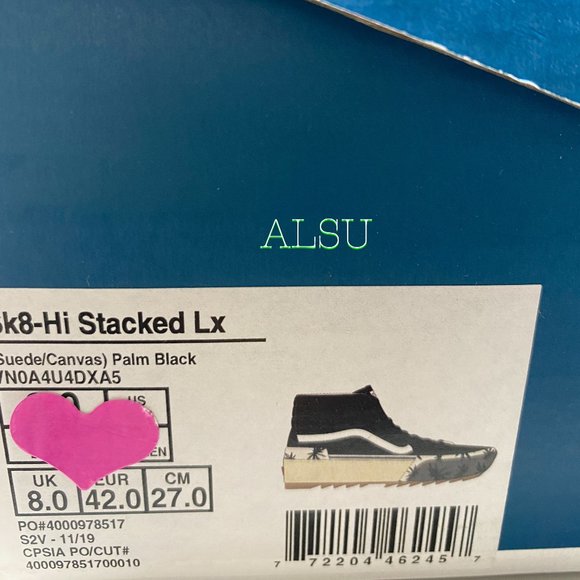 ALSU
Sk8-Hi Stacked Lx
(Suede/Canvas) Palm Black
VN0A4U4DXA5
US
EN
UK EUR CM
8.0 42.0 27.0
PO#4000978517
S2V - 11/19
CPSIA PO/CUT#
400097851700010
7 72204 46245 7